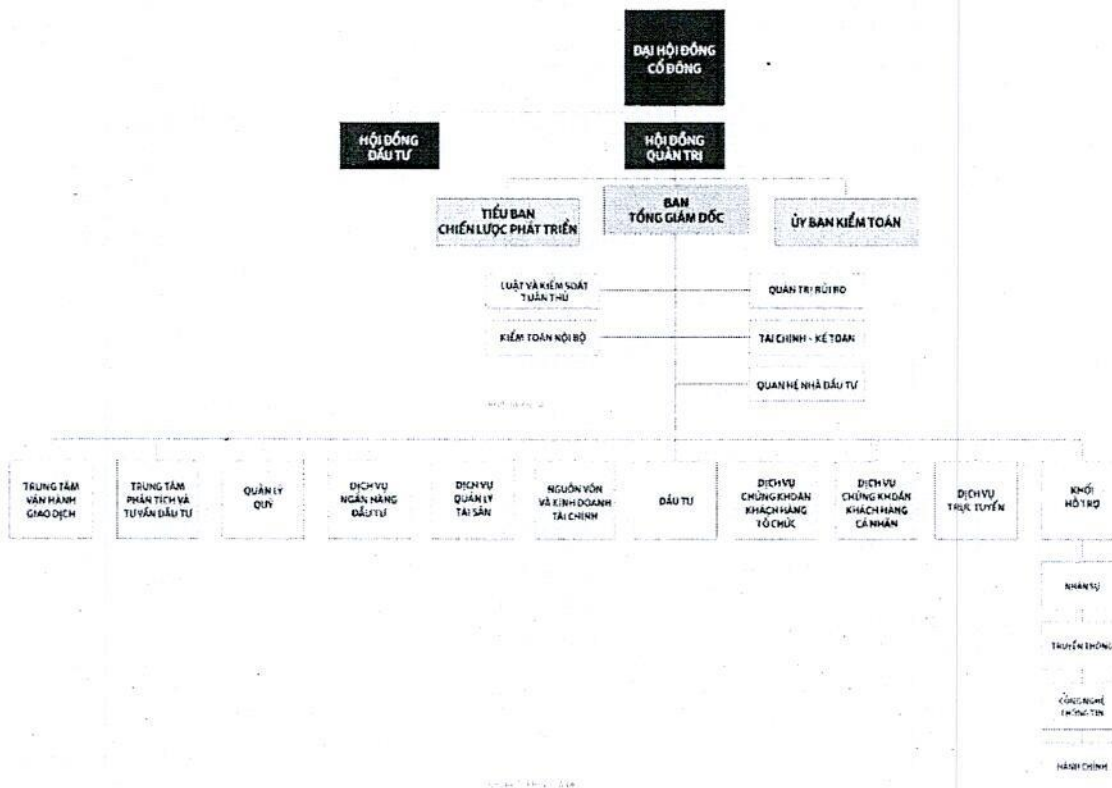 ĐẠI HỘI ĐỒNG
CỔ ĐÔNG
HỘI ĐỒNG
ĐẦU TƯ
HỘI ĐỒNG
QUẢN TRỊ
TIỂU BAN
CHIẾN LƯỢC PHÁT TRIỂN
BAN
TỔNG GIÁM ĐỐC
ỦY BAN KIỂM TOÁN
LUẬT VÀ KIỂM SOÁT
TUÂN THỦ
QUẢN TRỊ RỦI RO
KIỂM TOÁN NỘI BỘ
TÀI CHÍNH - KẾ TOÁN
QUAN HỆ NHÀ ĐẦU TƯ
TRUNG TÂM
VẬN HÀNH
GIAO DỊCH
TRUNG TÂM
PHÂN TÍCH VÀ
TƯ VẤN ĐẦU TƯ
QUẢN LÝ
QUỸ
DỊCH VỤ
NGÂN HÀNG
ĐẦU TƯ
DỊCH VỤ
QUẢN LÝ
TÀI SẢN
NGUỒN VỐN
VÀ KINH DOANH
TÀI CHÍNH
ĐẦU TƯ
DỊCH VỤ
CHỨNG KHOÁN
KHÁCH HÀNG
TỔ CHỨC
DỊCH VỤ
CHỨNG KHOÁN
KHÁCH HÀNG
CÁ NHÂN
DỊCH VỤ
TRỰC TUYẾN
KHỐI
HỖ TRỢ
NHÂN SỰ
TRUYỀN THÔNG
CÔNG NGHỆ
THÔNG TIN
HÀNH CHÍNH